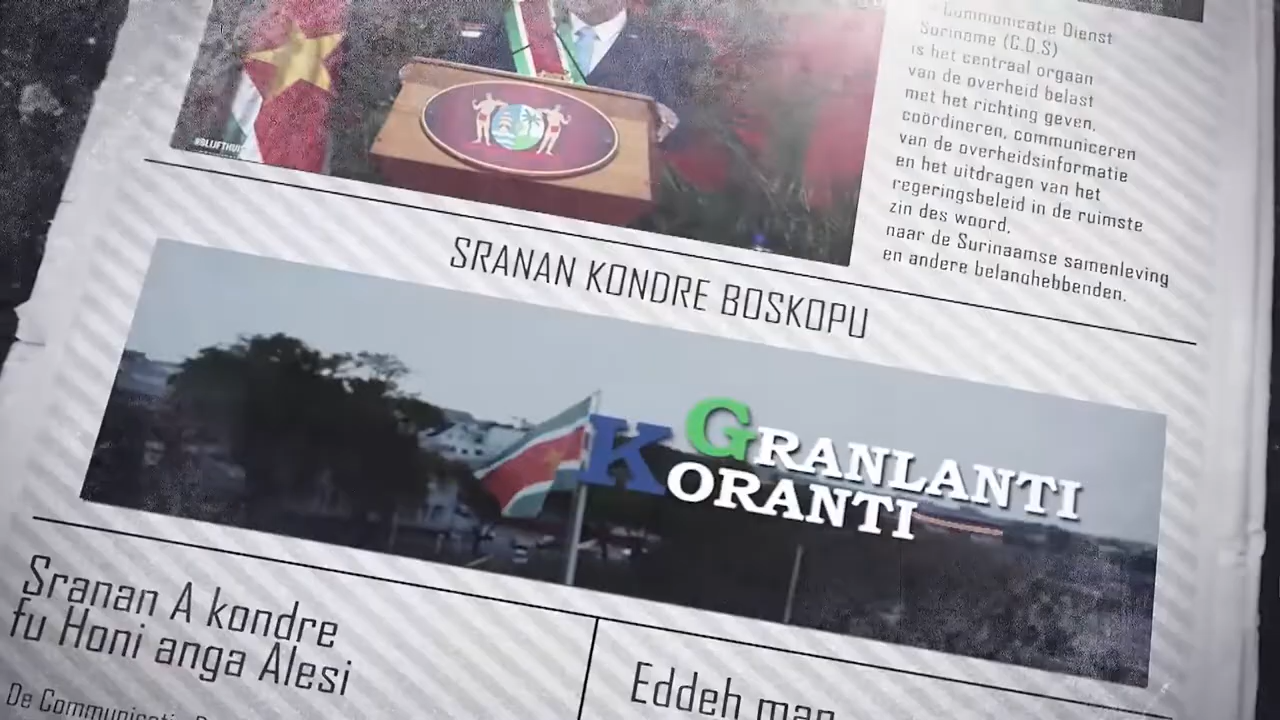 Communicatie Dienst
Suriname (C.D.S)
is het centraal orgaan
van de overheid belast
met het richting geven,
coördineren, communiceren
van de overheidsinformatie
en het uitdragen van het
regeringsbeleid in de ruimste
zin des woord,
naar de Surinaamse samenleving
en andere belanghebbenden.
SRANAN KONDRE BOSKOPU
GRANLANTI
KORANTI
Sranan A kondre
fu Honi anga Alesi
Eddeh man